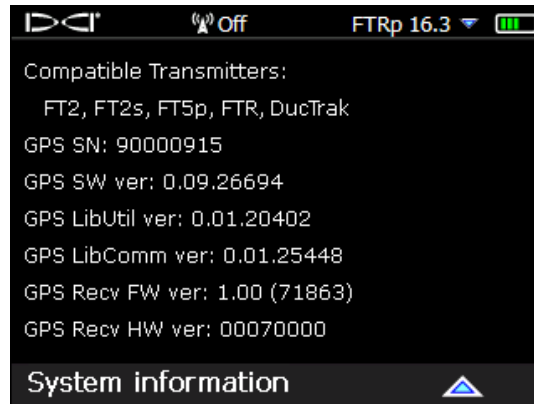 Off FTRp 16.3
Compatible Transmitters:
FT2, FT2s, FT5p, FTR, DucTrak
GPS SN: 90000915
GPS SW ver: 0.09.26694
GPS LibUtil ver: 0.01.20402
GPS LibComm ver: 0.01.25448
GPS Recv FW ver: 1.00 (71863)
GPS Recv HW ver: 00070000
System information